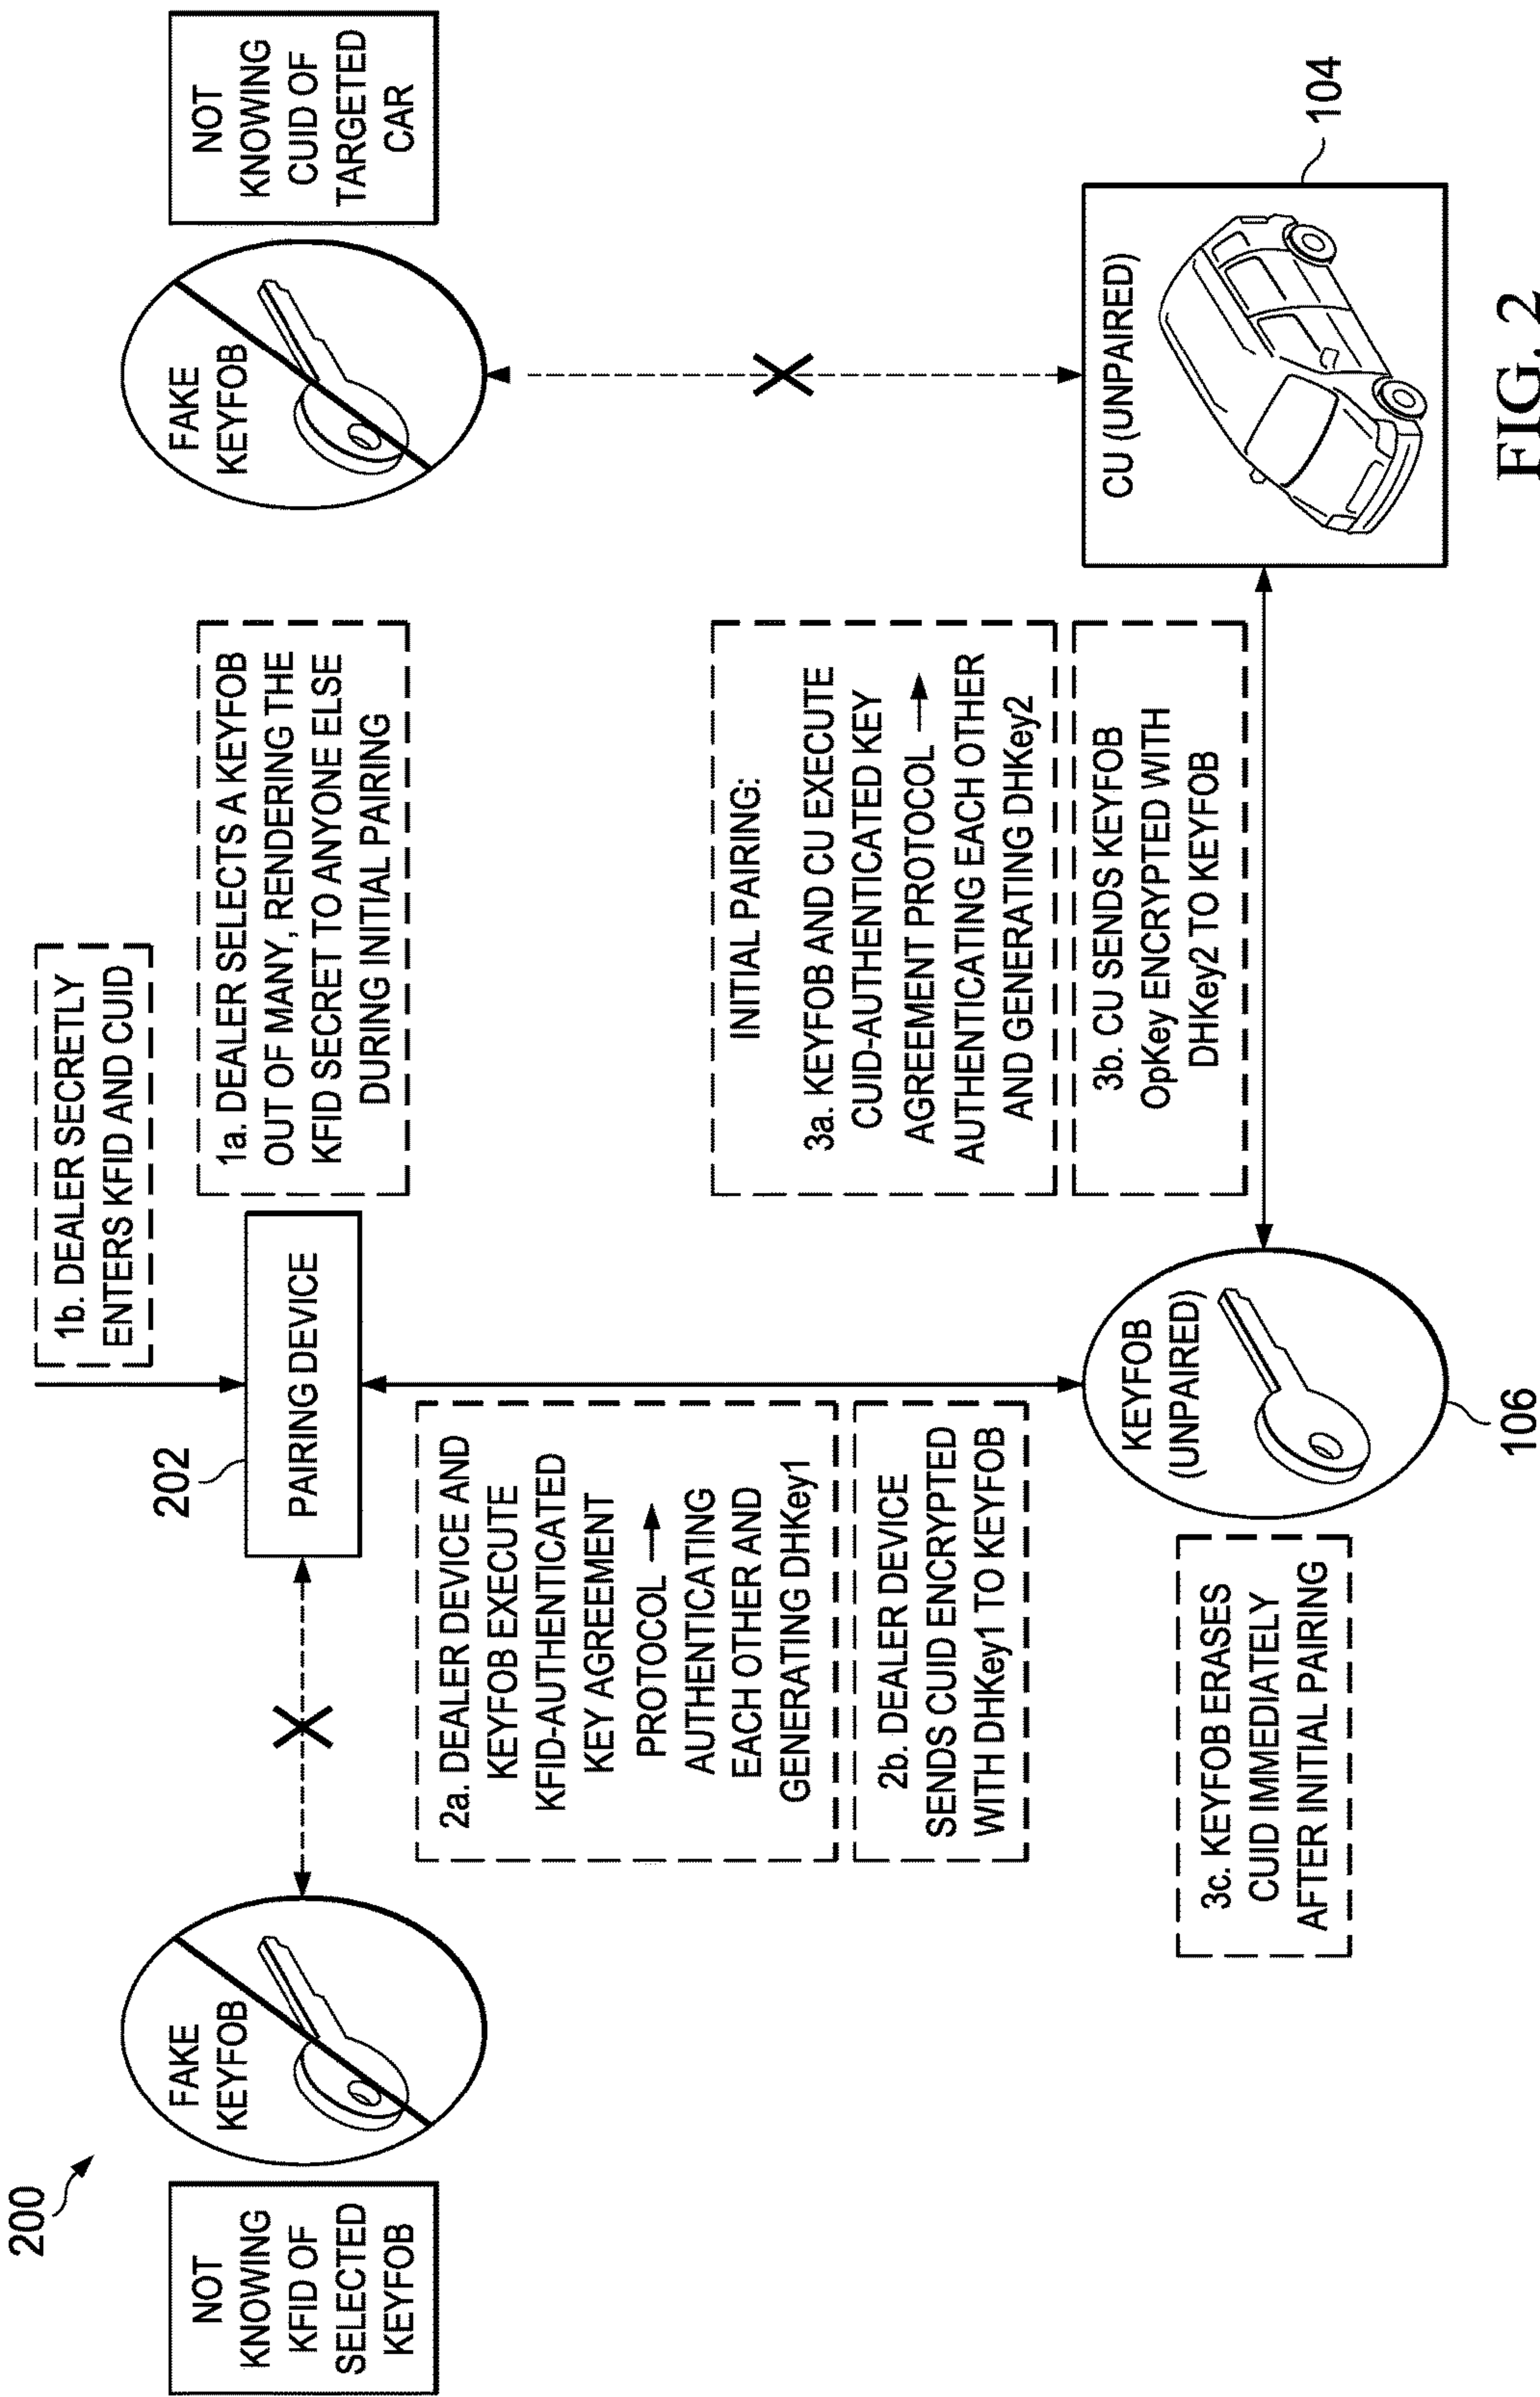 200
NOT
KNOWING
KFID OF
SELECTED
KEYFOB
FAKE
KEYFOB
202
PAIRING DEVICE
1b. DEALER SECRETLY
ENTERS KFID AND CUID
1a. DEALER SELECTS A KEYFOB
OUT OF MANY, RENDERING THE
KFID SECRET TO ANYONE ELSE
DURING INITIAL PAIRING
FAKE
KEYFOB
NOT
KNOWING
CUID OF
TARGETED
CAR
2a. DEALER DEVICE AND
KEYFOB EXECUTE
KFID-AUTHENTICATED
KEY AGREEMENT
PROTOCOL →
AUTHENTICATING
EACH OTHER AND
GENERATING DHKey1
2b. DEALER DEVICE
SENDS CUID ENCRYPTED
WITH DHKey1 TO KEYFOB
INITIAL PAIRING:
3a. KEYFOB AND CU EXECUTE
CUID-AUTHENTICATED KEY
AGREEMENT PROTOCOL →
AUTHENTICATING EACH OTHER
AND GENERATING DHKey2
3b. CU SENDS KEYFOB
OpKey ENCRYPTED WITH
DHKey2 TO KEYFOB
3c. KEYFOB ERASES
CUID IMMEDIATELY
AFTER INITIAL PAIRING
KEYFOB
(UNPAIRED)
106
CU (UNPAIRED)
104
FIG. 2